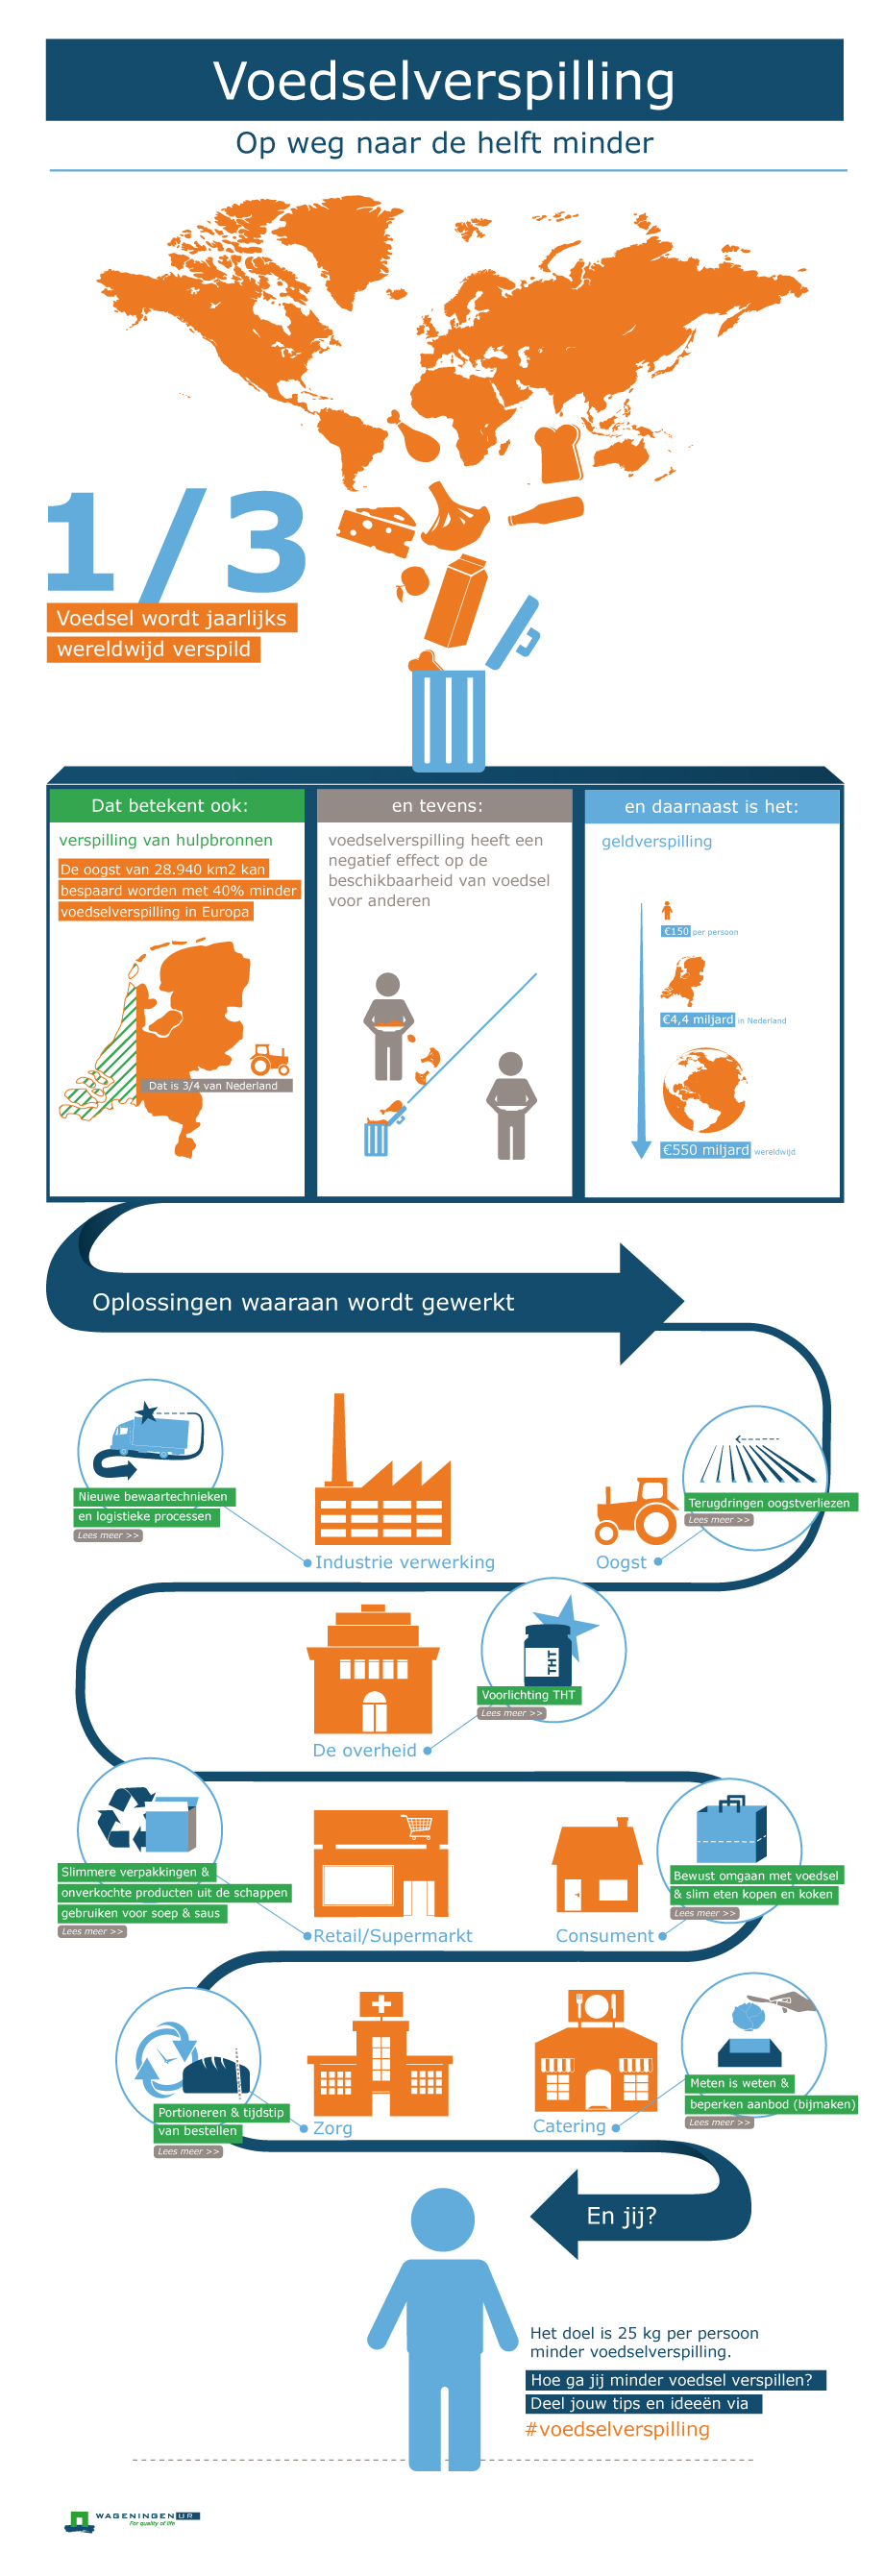 Voedselverspilling
Op weg naar de helft minder
1/3
Voedsel wordt jaarlijks
wereldwijd verspild
Dat betekent ook:
verspilling van hulpbronnen
De oogst van 28.940 km2 kan
bespaard worden met 40% minder
voedselverspilling in Europa
Dat is 3/4 van Nederland
en tevens:
voedselverspilling heeft een
negatief effect op de
beschikbaarheid van voedsel
voor anderen
en daarnaast is het:
geldverspilling
€150 per persoon
€4,4 miljard in Nederland
€550 miljard wereldwijd
Oplossingen waaraan wordt gewerkt
Nieuwe bewaartechnieken
en logistieke processen
Lees meer >>
Industrie verwerking
Terugdringen oogstverliezen
Lees meer >>
Oogst
THT
Voorlichting THT
Lees meer >>
De overheid
Slimmere verpakkingen &
onverkochte producten uit de schappen
gebruiken voor soep & saus
Lees meer >>
Retail/Supermarkt
Bewust omgaan met voedsel
& slim eten kopen en koken
Lees meer >>
Consument
Portioneren & tijdstip
van bestellen
Lees meer >>
Zorg
Meten is weten &
beperken aanbod (bijmaken)
Lees meer >>
Catering
En jij?
Het doel is 25 kg per persoon
minder voedselverspilling.
Hoe ga jij minder voedsel verspillen?
Deel jouw tips en ideeën via
#voedselverspilling
WAGENINGEN UR
For quality of life